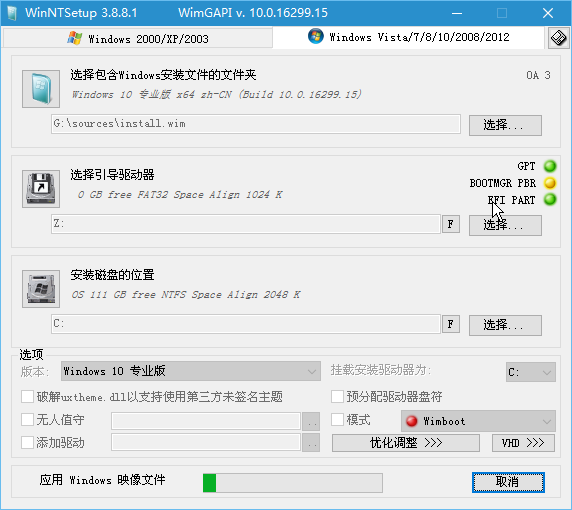 WinNTSetup 3.8.8.1 WimGAPI v. 10.0.16299.15
Windows 2000/XP/2003 Windows Vista/7/8/10/2008/2012
选择包含Windows安装文件的文件夹 OA 3
Windows 10 专业版 x64 zh-CN (Build 10.0.16299.15)
G:\sources\install.wim 选择...
GPT
选择引导驱动器
BOOTMGR PBR
0 GB free FAT32 Space Align 1024 K
EFI PART
Z: F 选择...
安装磁盘的位置
OS 111 GB free NTFS Space Align 2048 K
C: F 选择...
选项
版本: Windows 10 专业版 挂载安装驱动器为: C:
破解uxtheme.dll以支持使用第三方未签名主题 预分配驱动器盘符
无人值守 .. 模式 Wimboot
添加驱动 .. 优化调整 >>> VHD >>>
应用 Windows 映像文件 取消